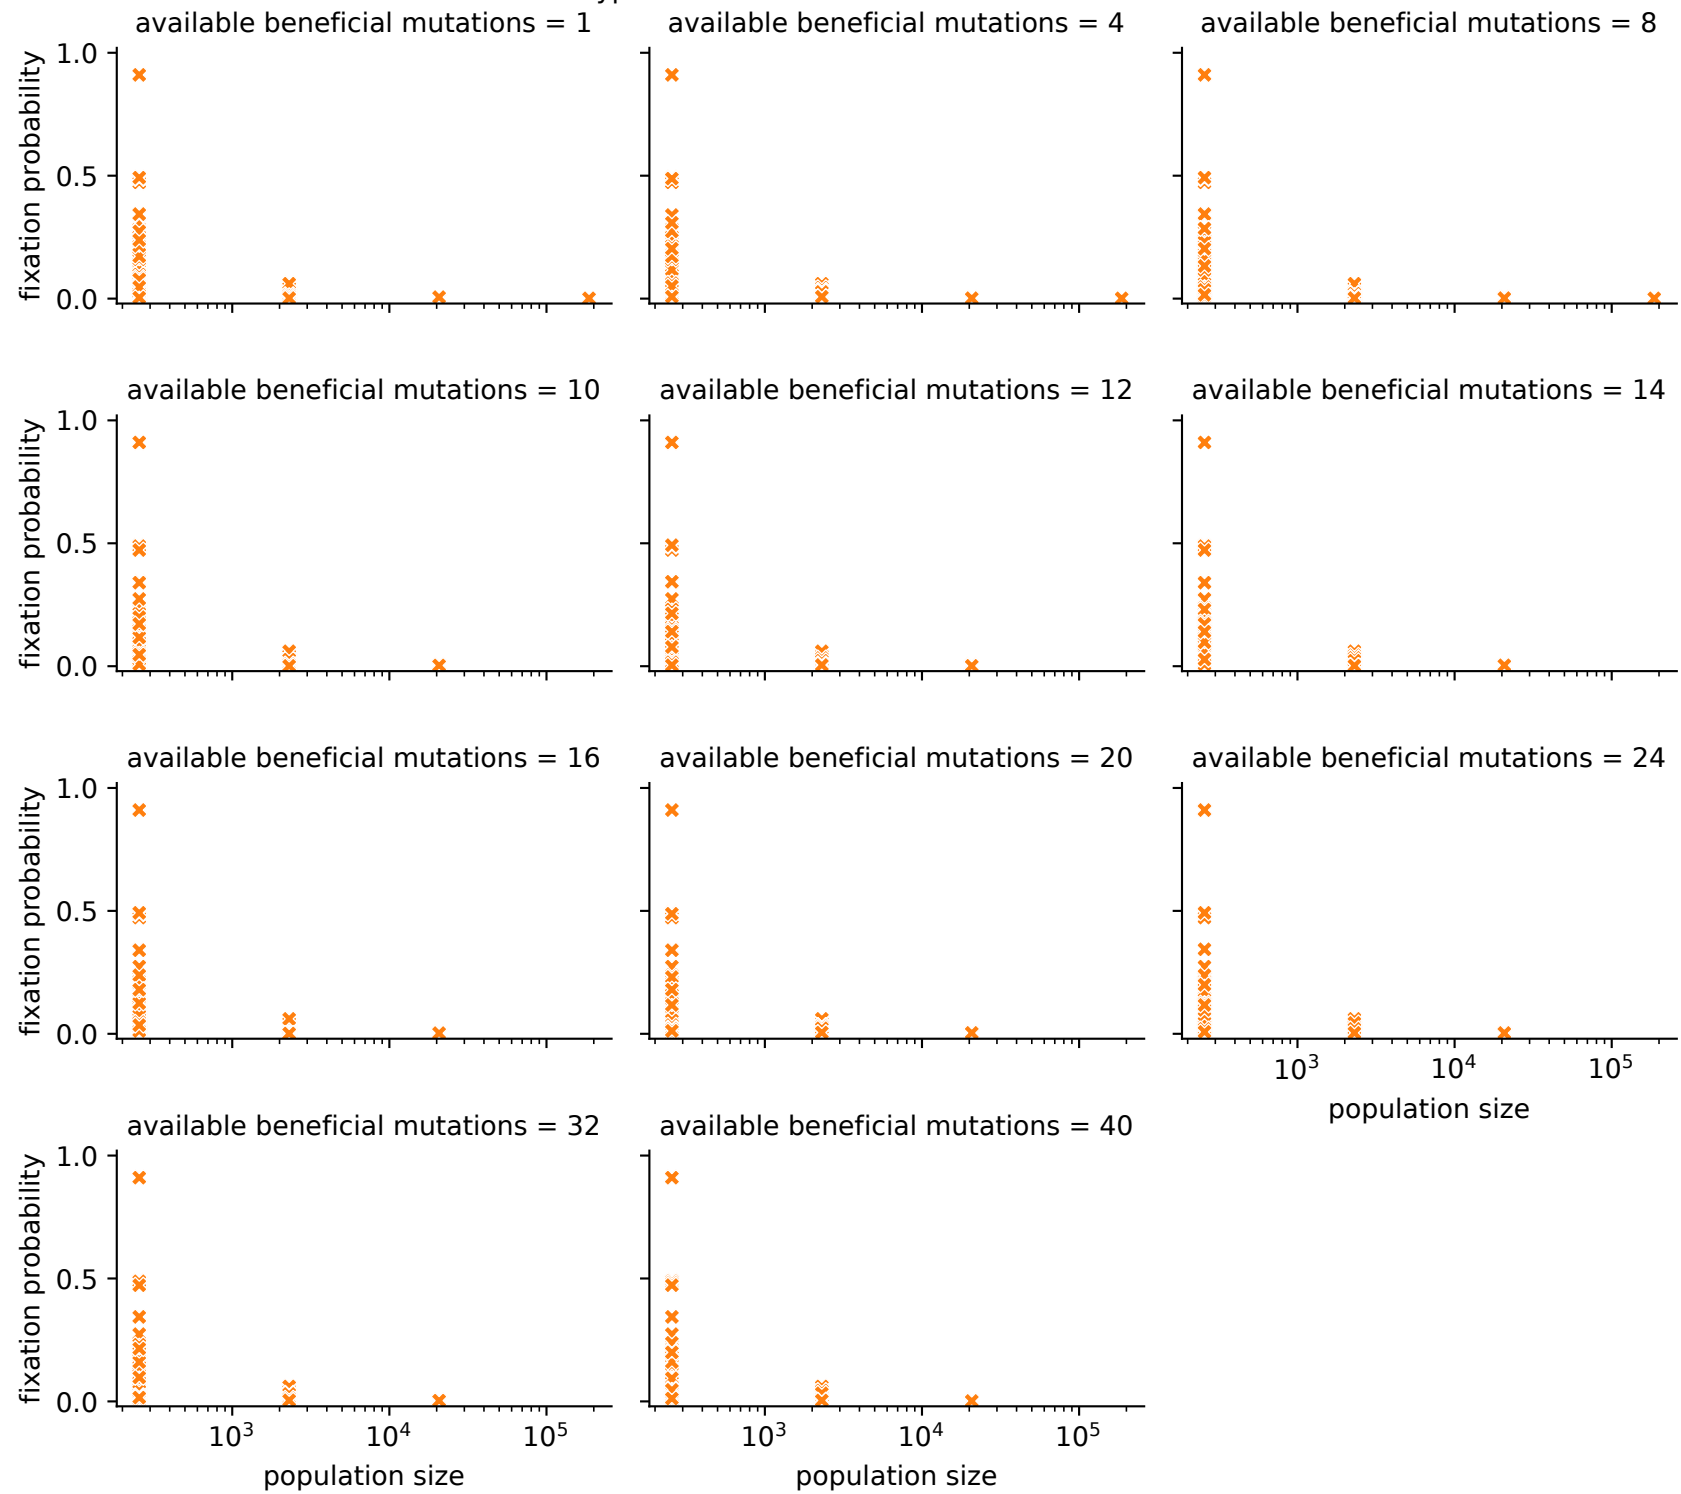 available beneficial mutations = 1
available beneficial mutations = 4
available beneficial mutations = 8
fixation probability
1.0
0.5
0.0
available beneficial mutations = 10
available beneficial mutations = 12
available beneficial mutations = 14
fixation probability
1.0
0.5
0.0
available beneficial mutations = 16
available beneficial mutations = 20
available beneficial mutations = 24
fixation probability
1.0
0.5
0.0
10³ 10⁴ 10⁵
population size
available beneficial mutations = 32
available beneficial mutations = 40
fixation probability
1.0
0.5
0.0
10³ 10⁴ 10⁵
10³ 10⁴ 10⁵
population size
population size